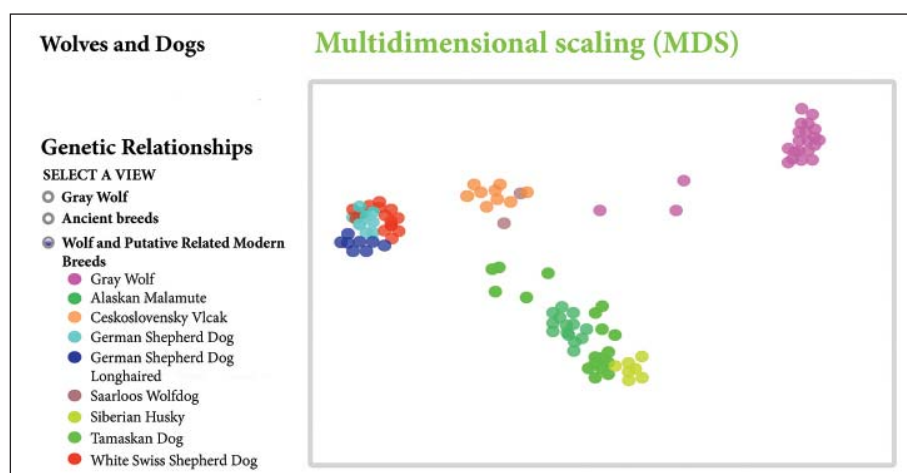 Wolves and Dogs
Multidimensional scaling (MDS)
Genetic Relationships
SELECT A VIEW
Gray Wolf
Ancient breeds
Wolf and Putative Related Modern
Breeds
Gray Wolf
Alaskan Malamute
Ceskoslovensky Vlcak
German Shepherd Dog
German Shepherd Dog
Longhaired
Saarloos Wolfdog
Siberian Husky
Tamaskan Dog
White Swiss Shepherd Dog